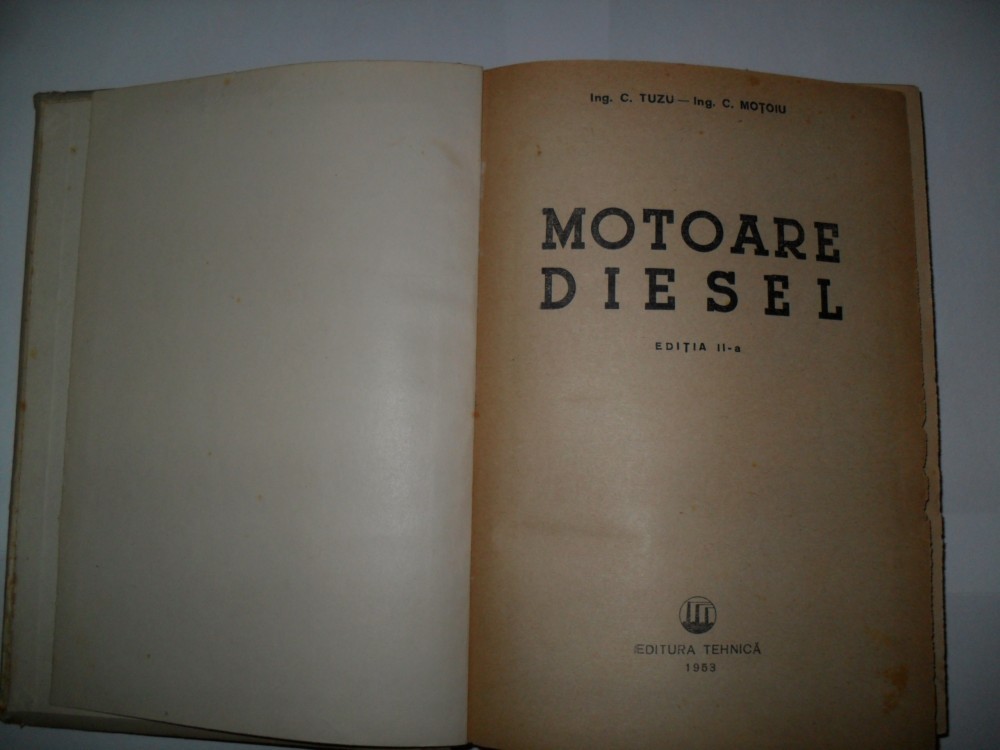 Ing. C. TUZU — Ing. C. MOȚOIU
MOTOARE
DIESEL
EDIȚIA II-a
EDITURA TEHNICĂ
1953